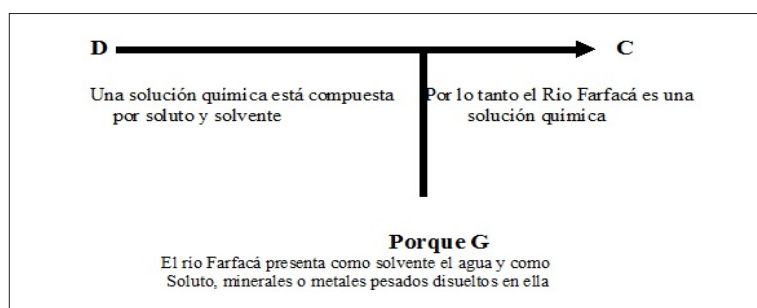 D C
Una solución química está compuesta
por soluto y solvente
Por lo tanto el Rio Farfacá es una
solución química
Porque G
El rio Farfacá presenta como solvente el agua y como
Soluto, minerales o metales pesados disueltos en ella